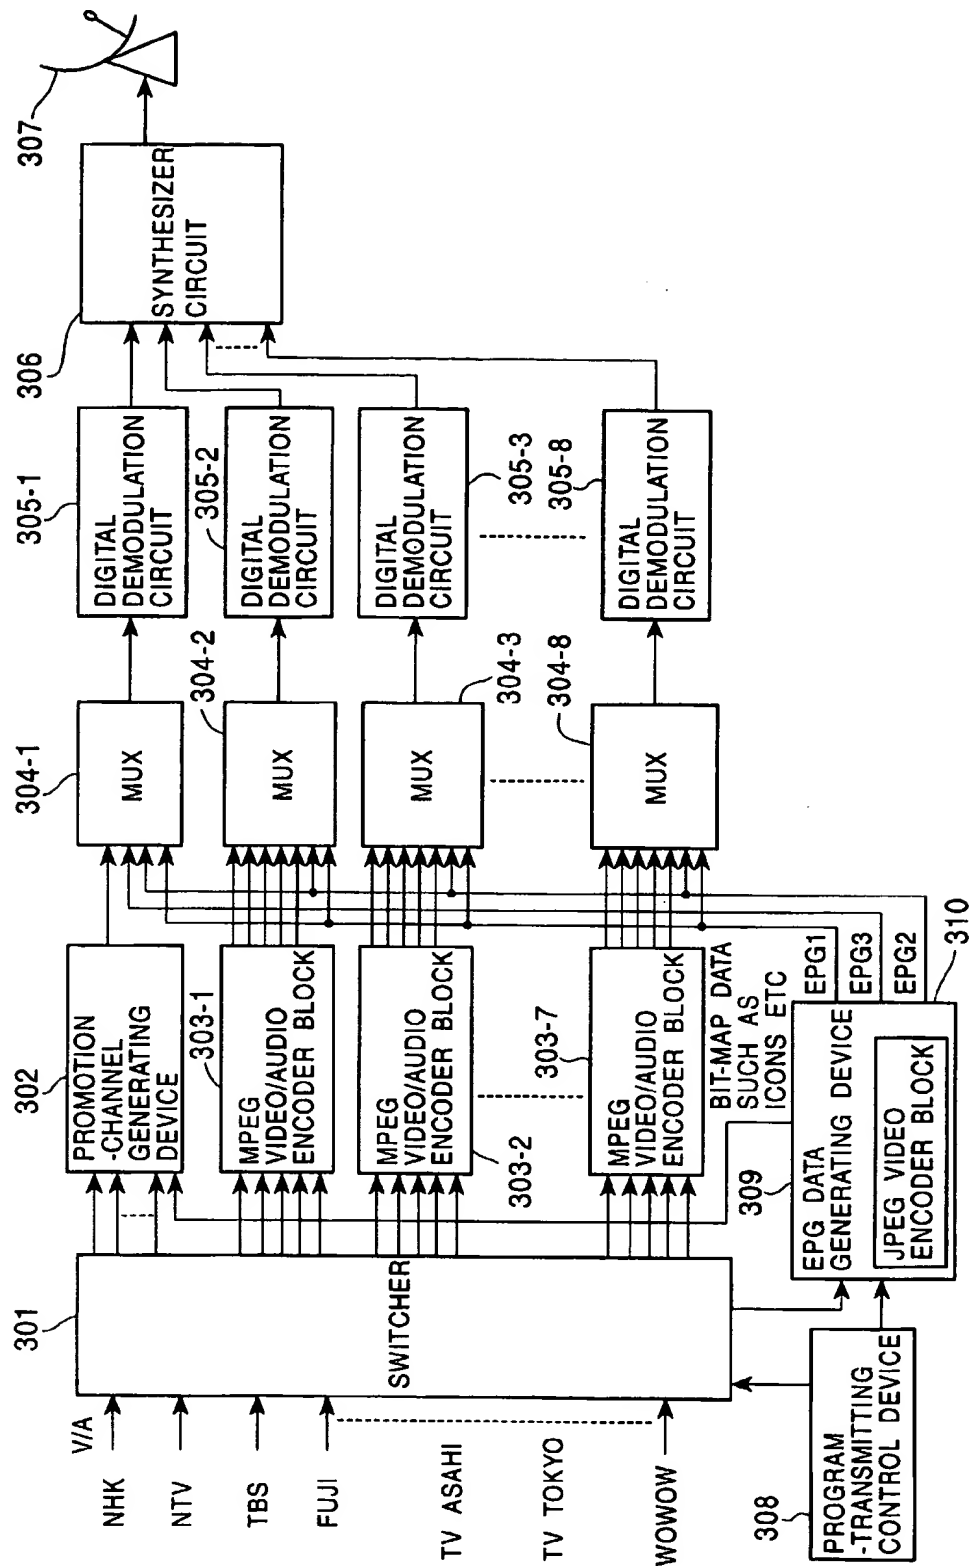 V/A
NHK
NTV
TBS
FUJI
TV ASAHI
TV TOKYO
WOWOW
301
SWITCHER
308
PROGRAM
-TRANSMITTING
CONTROL DEVICE
302
PROMOTION
-CHANNEL
GENERATING
DEVICE
303-1
MPEG
VIDEO/AUDIO
ENCODER BLOCK
MPEG
VIDEO/AUDIO
ENCODER BLOCK
303-2
303-7
MPEG
VIDEO/AUDIO
ENCODER BLOCK
BIT-MAP DATA
SUCH AS
ICONS ETC
309
EPG DATA
GENERATING DEVICE
JPEG VIDEO
ENCODER BLOCK
310
EPG1
EPG3
EPG2
304-1
MUX
304-2
MUX
MUX
304-3
304-8
MUX
305-1
DIGITAL
DEMODULATION
CIRCUIT
305-2
DIGITAL
DEMODULATION
CIRCUIT
DIGITAL
DEMODULATION
CIRCUIT
305-3
305-8
DIGITAL
DEMODULATION
CIRCUIT
306
SYNTHESIZER
CIRCUIT
307